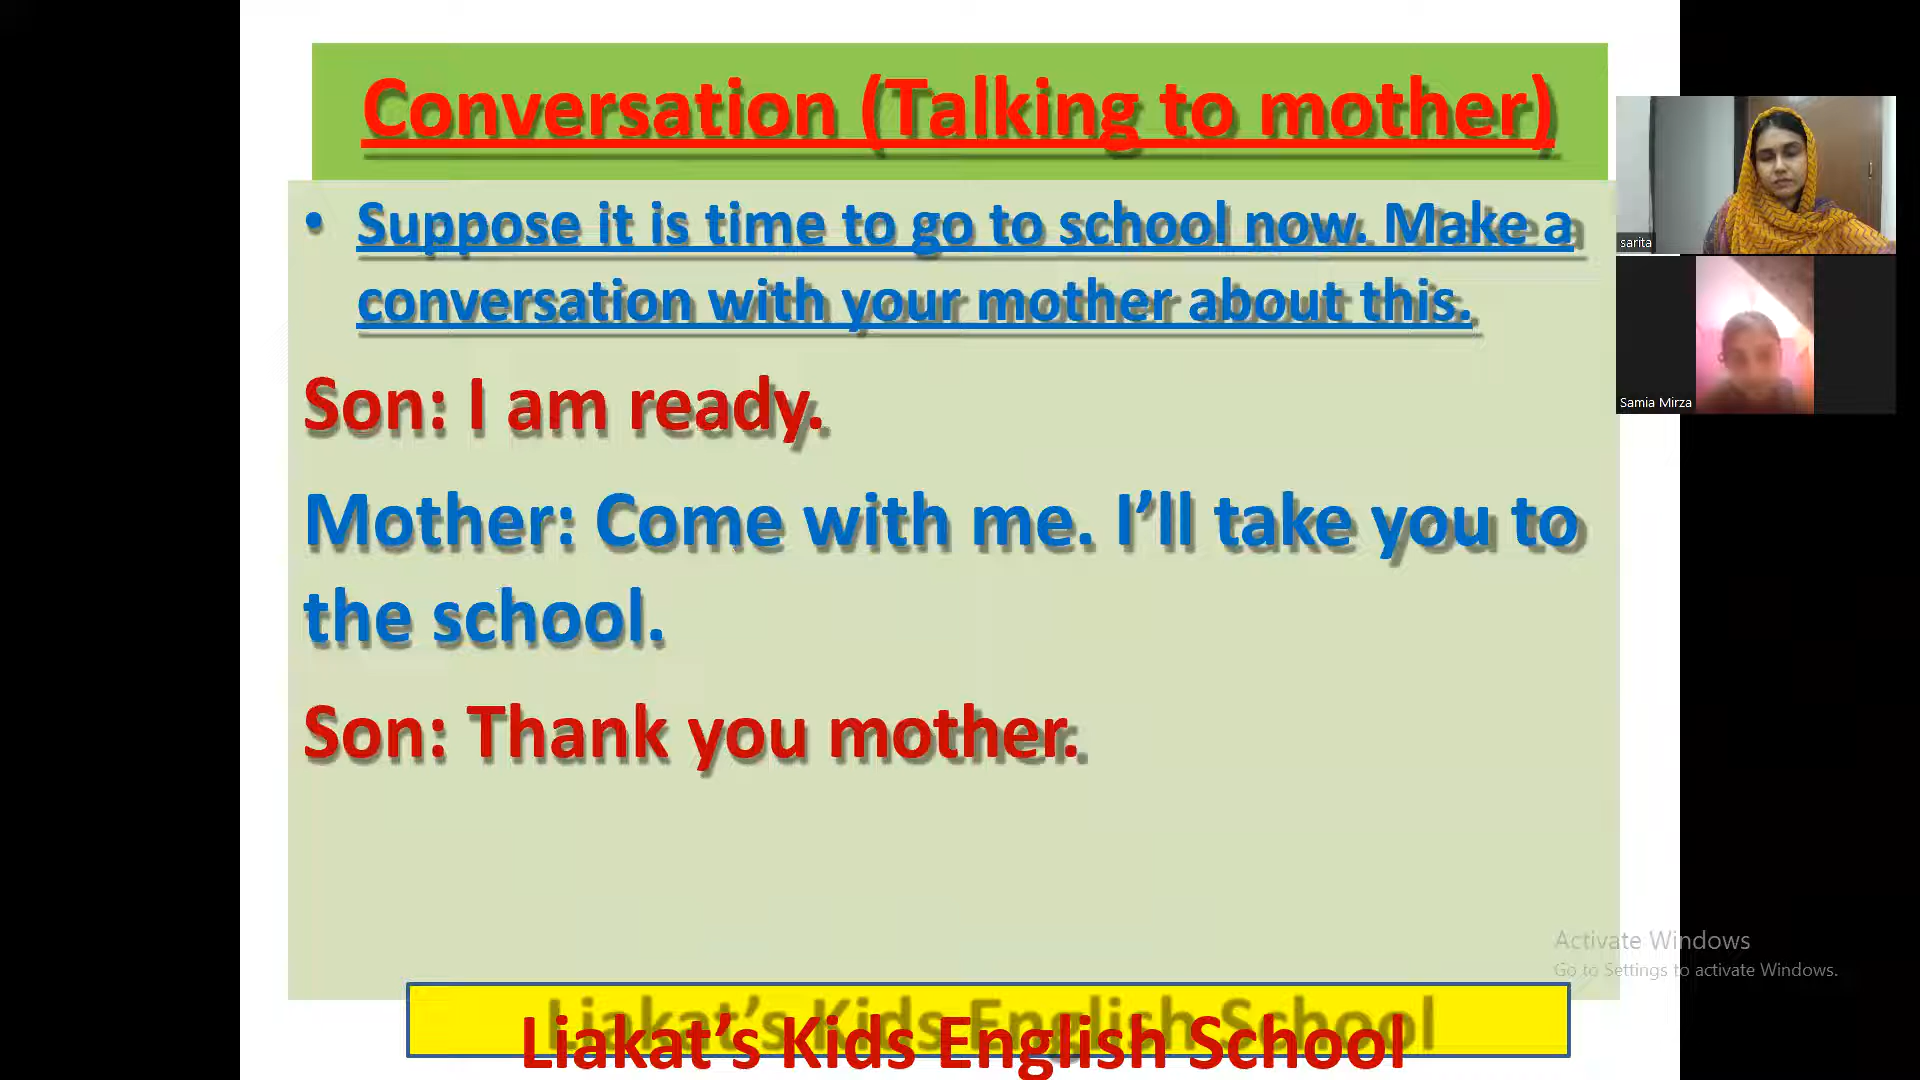 Conversation (Talking to mother)
• Suppose it is time to go to school now. Make a
conversation with your mother about this.
Son: I am ready.
Mother: Come with me. I’ll take you to
the school.
Son: Thank you mother.
Liakat’s Kids English School
sarita
Samia Mirza
Activate Windows
Go to Settings to activate Windows.